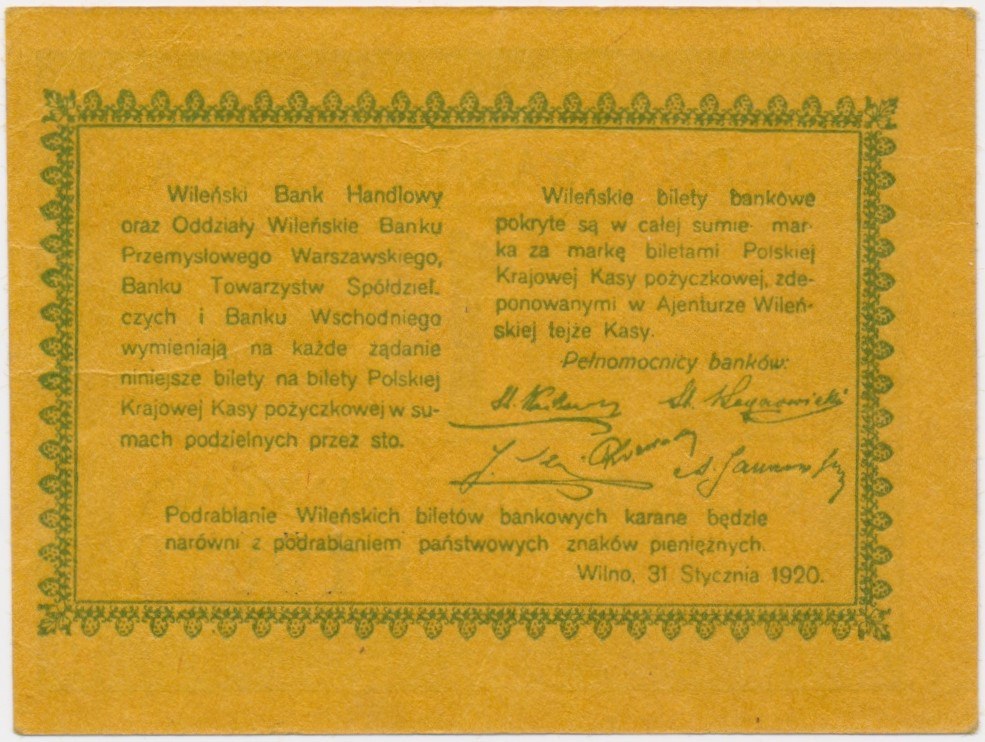 Wileński Bank Handlowy
oraz Oddziały Wileńskie Banku
Przemysłowego Warszawskiego,
Banku Towarzystw Spółdziel.
czych i Banku Wschodniego
wymieniają na każde żądanie
niniejsze bilety na bilety Polskiej
Krajowej Kasy pożyczkowej w su-
mach podzielnych przez sto.
Wileńskie bilety bankowe
pokryte są w całej sumie- mar-
ka za markę biletami Polskiej
Krajowej Kasy pożyczkowej, zde-
ponowanymi w Ajenturze Wileń-
skiej tejże Kasy.
Pełnomocnicy banków:
Podrabianie Wileńskich biletów bankowych karane będzie
narówni z podrabianiem państwowych znaków pieniężnych.
Wilno, 31 Stycznia 1920.